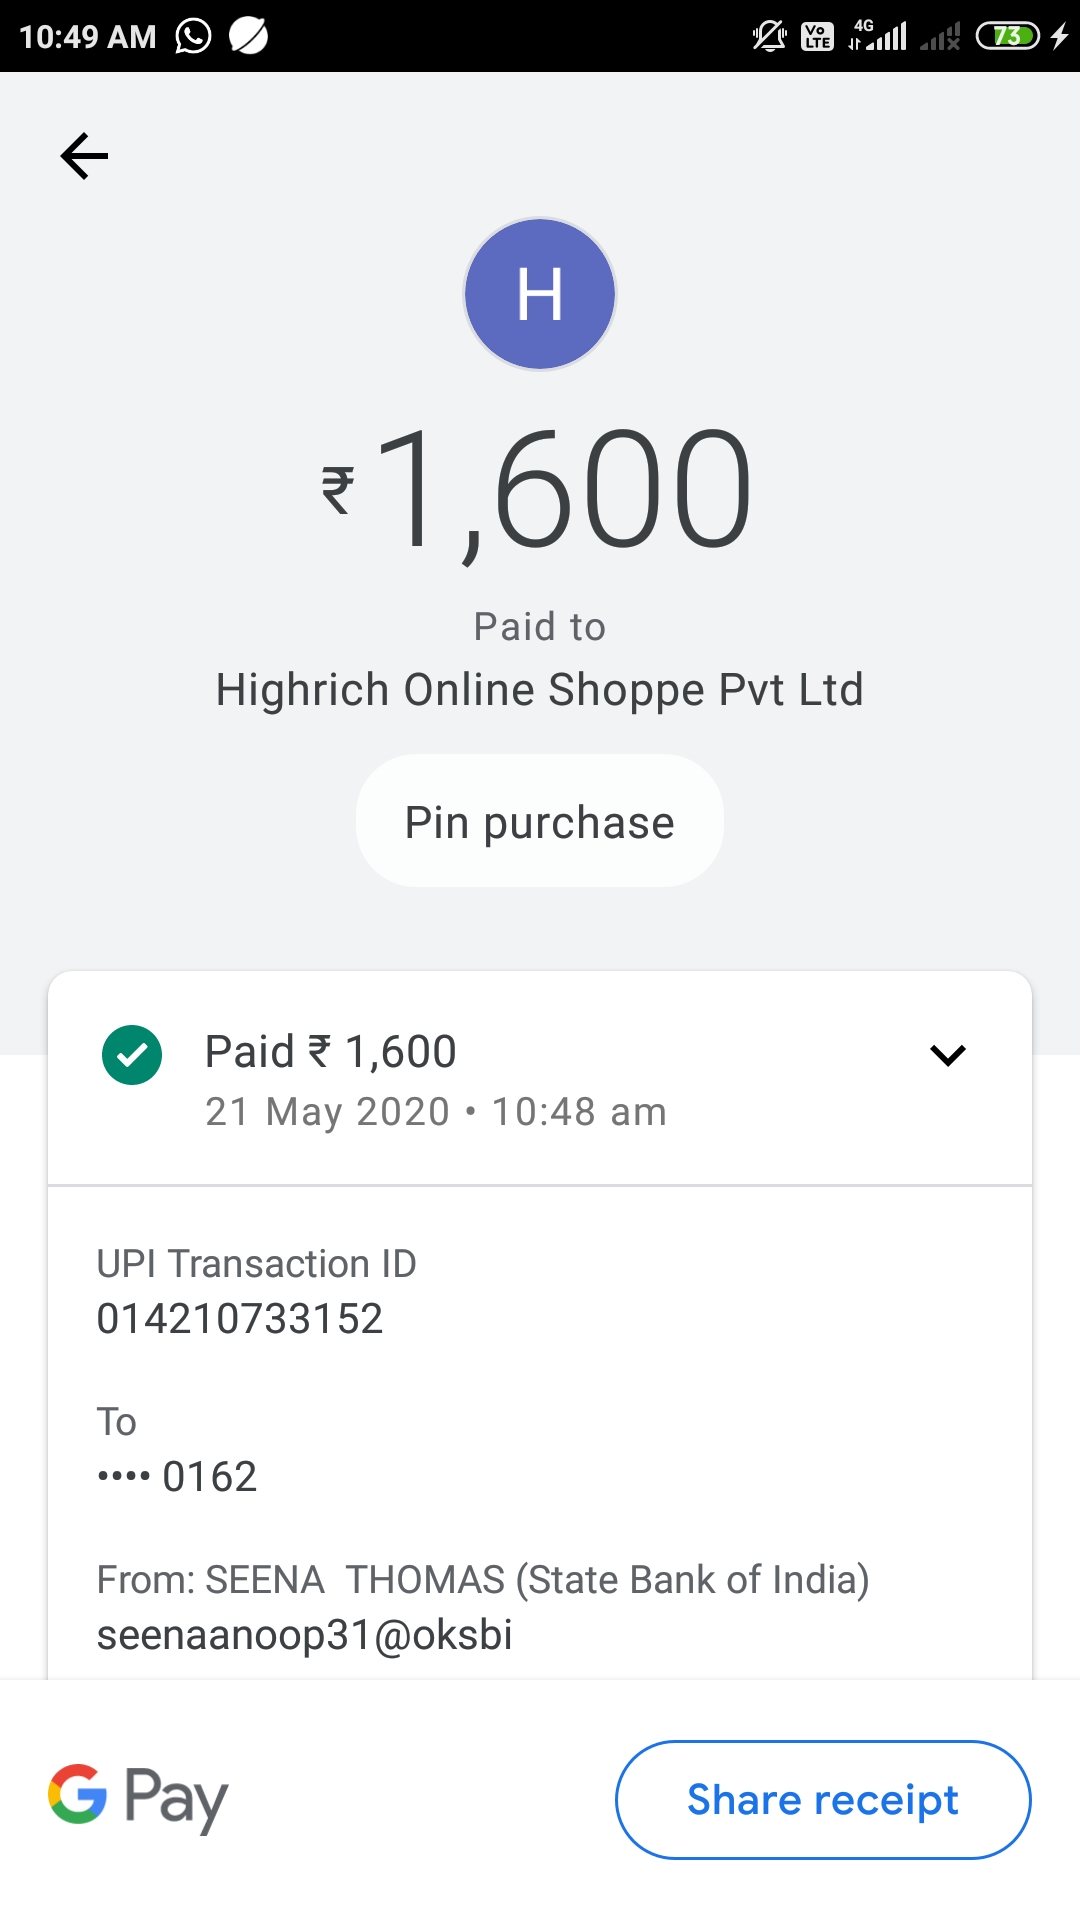 10:49 AM
Vo LTE 4G 73
H
₹1,600
Paid to
Highrich Online Shoppe Pvt Ltd
Pin purchase
Paid ₹ 1,600
21 May 2020 • 10:48 am
UPI Transaction ID
014210733152
To
•••• 0162
From: SEENA THOMAS (State Bank of India)
seenaanoop31@oksbi
G Pay
Share receipt